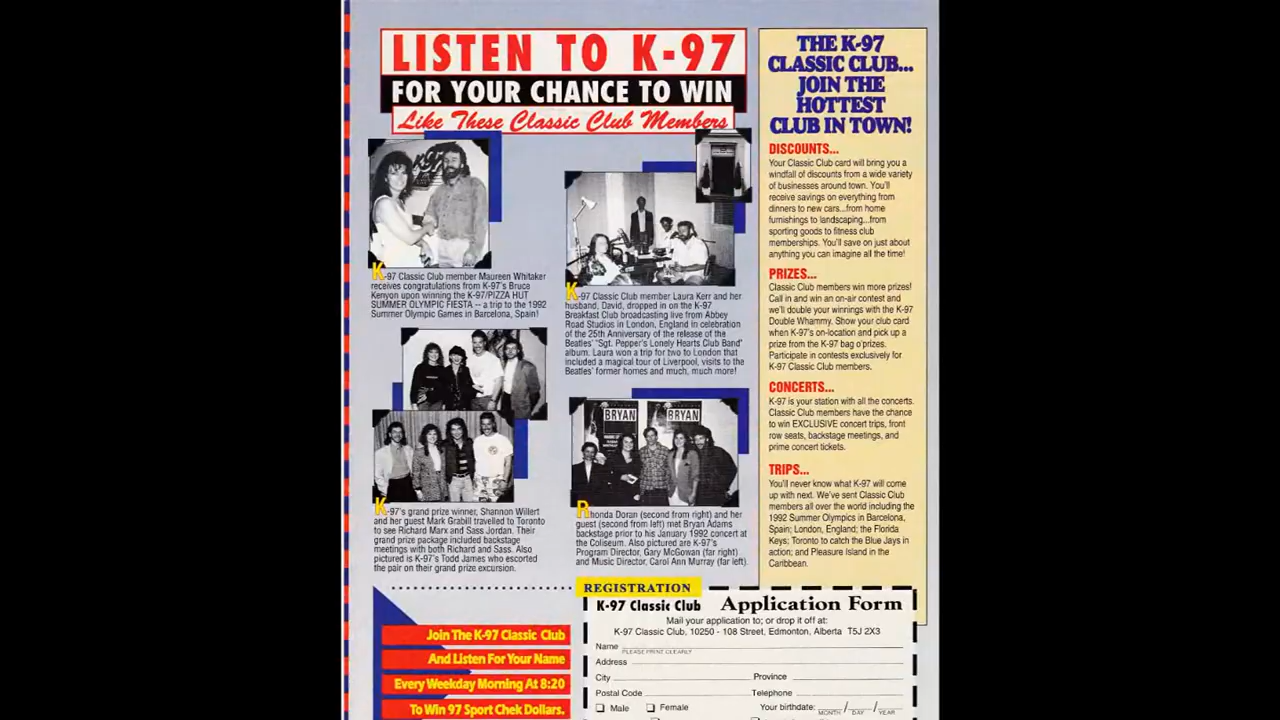 LISTEN TO K-97
FOR YOUR CHANCE TO WIN
Like These Classic Club Members
K-97 Classic Club member Maureen Whitaker
receives congratulations from K-97's Bruce
Kenyon upon winning the K-97/PIZZA HUT
SUMMER OLYMPIC FIESTA -- a trip to the 1992
Summer Olympic Games in Barcelona, Spain!
K-97 Classic Club member Laura Kerr and her
husband, David, dropped in on the K-97
Breakfast Club broadcasting live from Abbey
Road Studios in London, England in celebration
of the 25th Anniversary of the release of the
Beatles' "Sgt. Pepper's Lonely Hearts Club Band"
album. Laura won a trip for two to London that
included a magical tour of Liverpool, visits to the
Beatles' former homes and much, much more!
K-97's grand prize winner, Shannon Willert
and her guest Mark Grabill travelled to Toronto
to see Richard Marx and Sass Jordan. Their
grand prize package included backstage
meetings with both Richard and Sass. Also
pictured is K-97's Todd James who escorted
the pair on their grand prize excursion.
BRYAN
BRYAN
Rhonda Doran (second from right) and her
guest (second from left) met Bryan Adams
backstage prior to his January 1992 concert at
the Coliseum. Also pictured are K-97's
Program Director, Gary McGowan (far right)
and Music Director, Carol Ann Murray (far left).
THE K-97
CLASSIC CLUB...
JOIN THE
HOTTEST
CLUB IN TOWN!
DISCOUNTS...
Your Classic Club card will bring you a
windfall of discounts from a wide variety
of businesses around town. You'll
receive savings on everything from
dinners to new cars...from home
furnishings to landscaping...from
sporting goods to fitness club
memberships. You'll save on just about
anything you can imagine all the time!
PRIZES...
Classic Club members win more prizes!
Call in and win an on-air contest and
we'll double your winnings with the K-97
Double Whammy. Show your club card
when K-97's on-location and pick up a
prize from the K-97 bag o'prizes.
Participate in contests exclusively for
K-97 Classic Club members.
CONCERTS...
K-97 is your station with all the concerts.
Classic Club members have the chance
to win EXCLUSIVE concert trips, front
row seats, backstage meetings, and
prime concert tickets.
TRIPS...
You'll never know what K-97 will come
up with next. We've sent Classic Club
members all over the world including the
1992 Summer Olympics in Barcelona,
Spain; London, England; the Florida
Keys; Toronto to catch the Blue Jays in
action; and Pleasure Island in the
Caribbean.
Join The K-97 Classic Club
And Listen For Your Name
Every Weekday Morning At 8:20
To Win 97 Sport Chek Dollars.
REGISTRATION
K-97 Classic Club Application Form
Mail your application to; or drop it off at:
K-97 Classic Club, 10250 - 108 Street, Edmonton, Alberta T5J 2X3
Name
PLEASE PRINT CLEARLY
Address
City Province
Postal Code Telephone
Male Female Your birthdate: / /
MONTH DAY YEAR